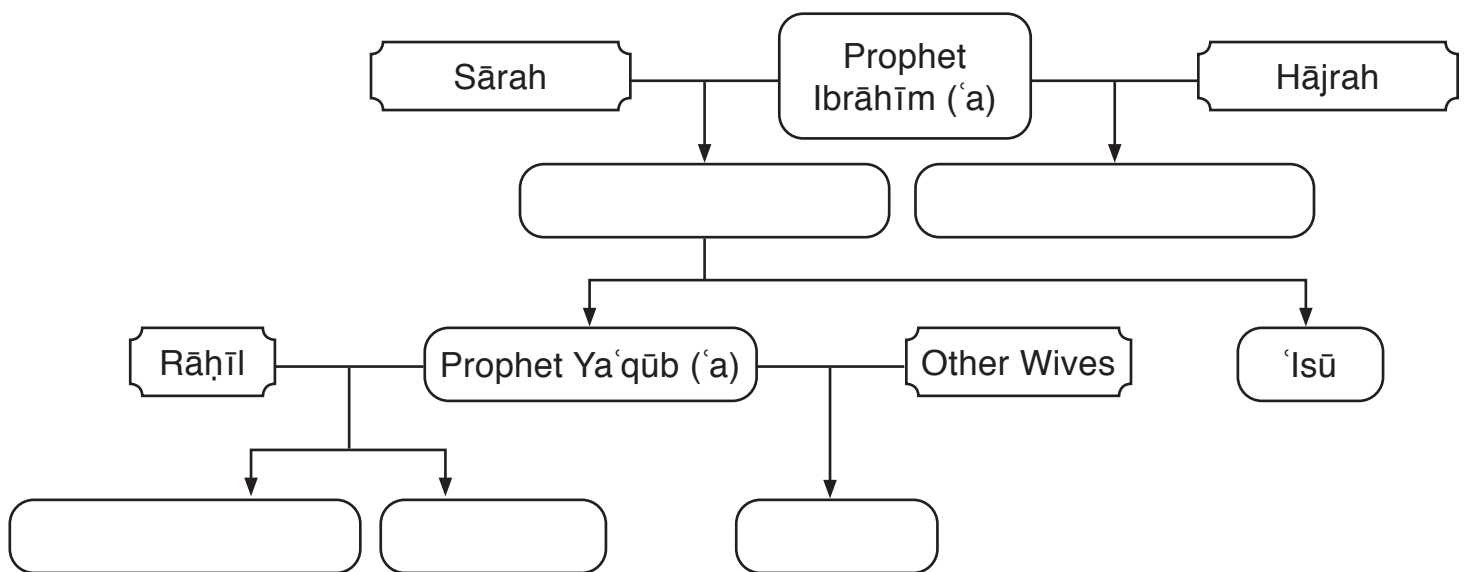 Sārah
Prophet
Ibrāhīm (ʿa)
Hājrah
Rāḥīl
Prophet Yaʿqūb (ʿa)
Other Wives
ʿIsū